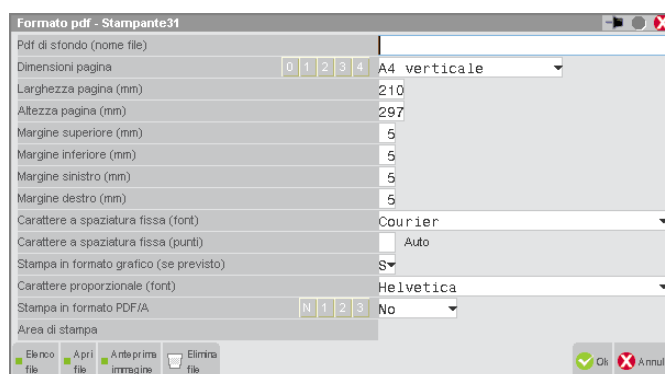 Formato pdf - Stampante31
Pdf di sfondo (nome file)
Dimensioni pagina 0 1 2 3 4 A4 verticale
Larghezza pagina (mm) 210
Altezza pagina (mm) 297
Margine superiore (mm) 5
Margine inferiore (mm) 5
Margine sinistro (mm) 5
Margine destro (mm) 5
Carattere a spaziatura fissa (font) Courier
Carattere a spaziatura fissa (punti) Auto
Stampa in formato grafico (se previsto) S
Carattere proporzionale (font) Helvetica
Stampa in formato PDF/A N 1 2 3 No
Area di stampa
Elenco file Apri file Anteprima immagine Elimina file Ok Annul